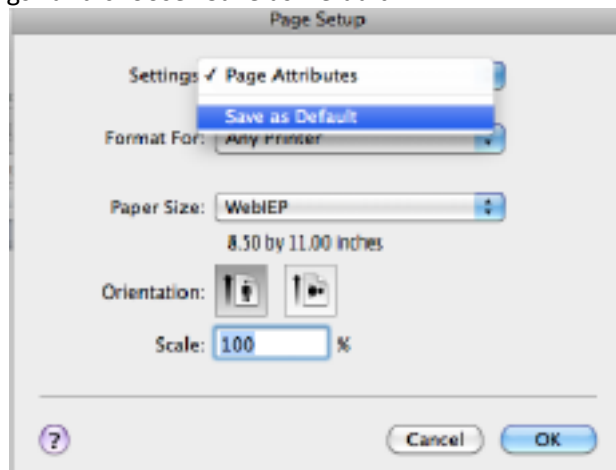 Page Setup
Settings ✓ Page Attributes
Save as Default
Format For: Any Printer
Paper Size: WebIEP
8.50 by 11.00 inches
Orientation:
Scale: 100 %
? Cancel OK